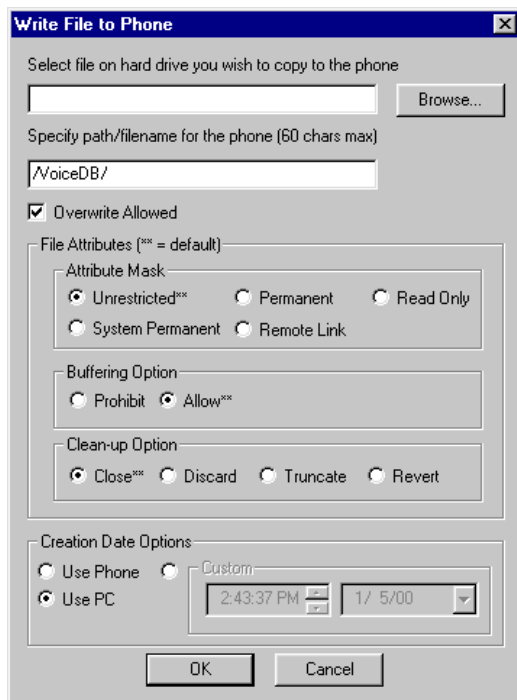 Write File to Phone
Select file on hard drive you wish to copy to the phone
Browse...
Specify path/filename for the phone (60 chars max)
/VoiceDB/
Overwrite Allowed
File Attributes (** = default)
Attribute Mask
Unrestricted** Permanent Read Only
System Permanent Remote Link
Buffering Option
Prohibit Allow**
Clean-up Option
Close** Discard Truncate Revert
Creation Date Options
Use Phone Custom
Use PC 2:43:37 PM 1/ 5/00
OK Cancel